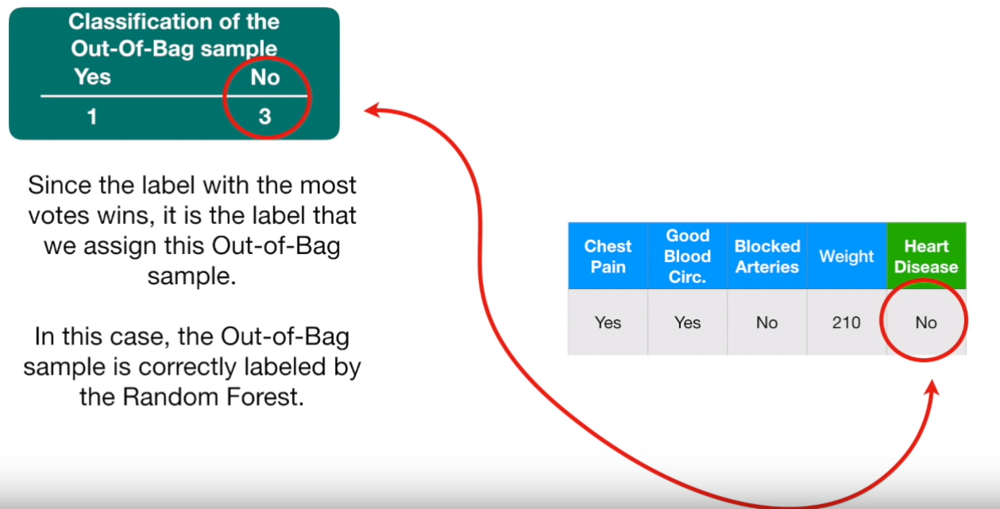 Classification of the
Out-Of-Bag sample
Yes No
1 3
Since the label with the most
votes wins, it is the label that
we assign this Out-of-Bag
sample.
In this case, the Out-of-Bag
sample is correctly labeled by
the Random Forest.
Chest
Pain
Good
Blood
Circ.
Blocked
Arteries
Weight
Heart
Disease
Yes Yes No 210 No